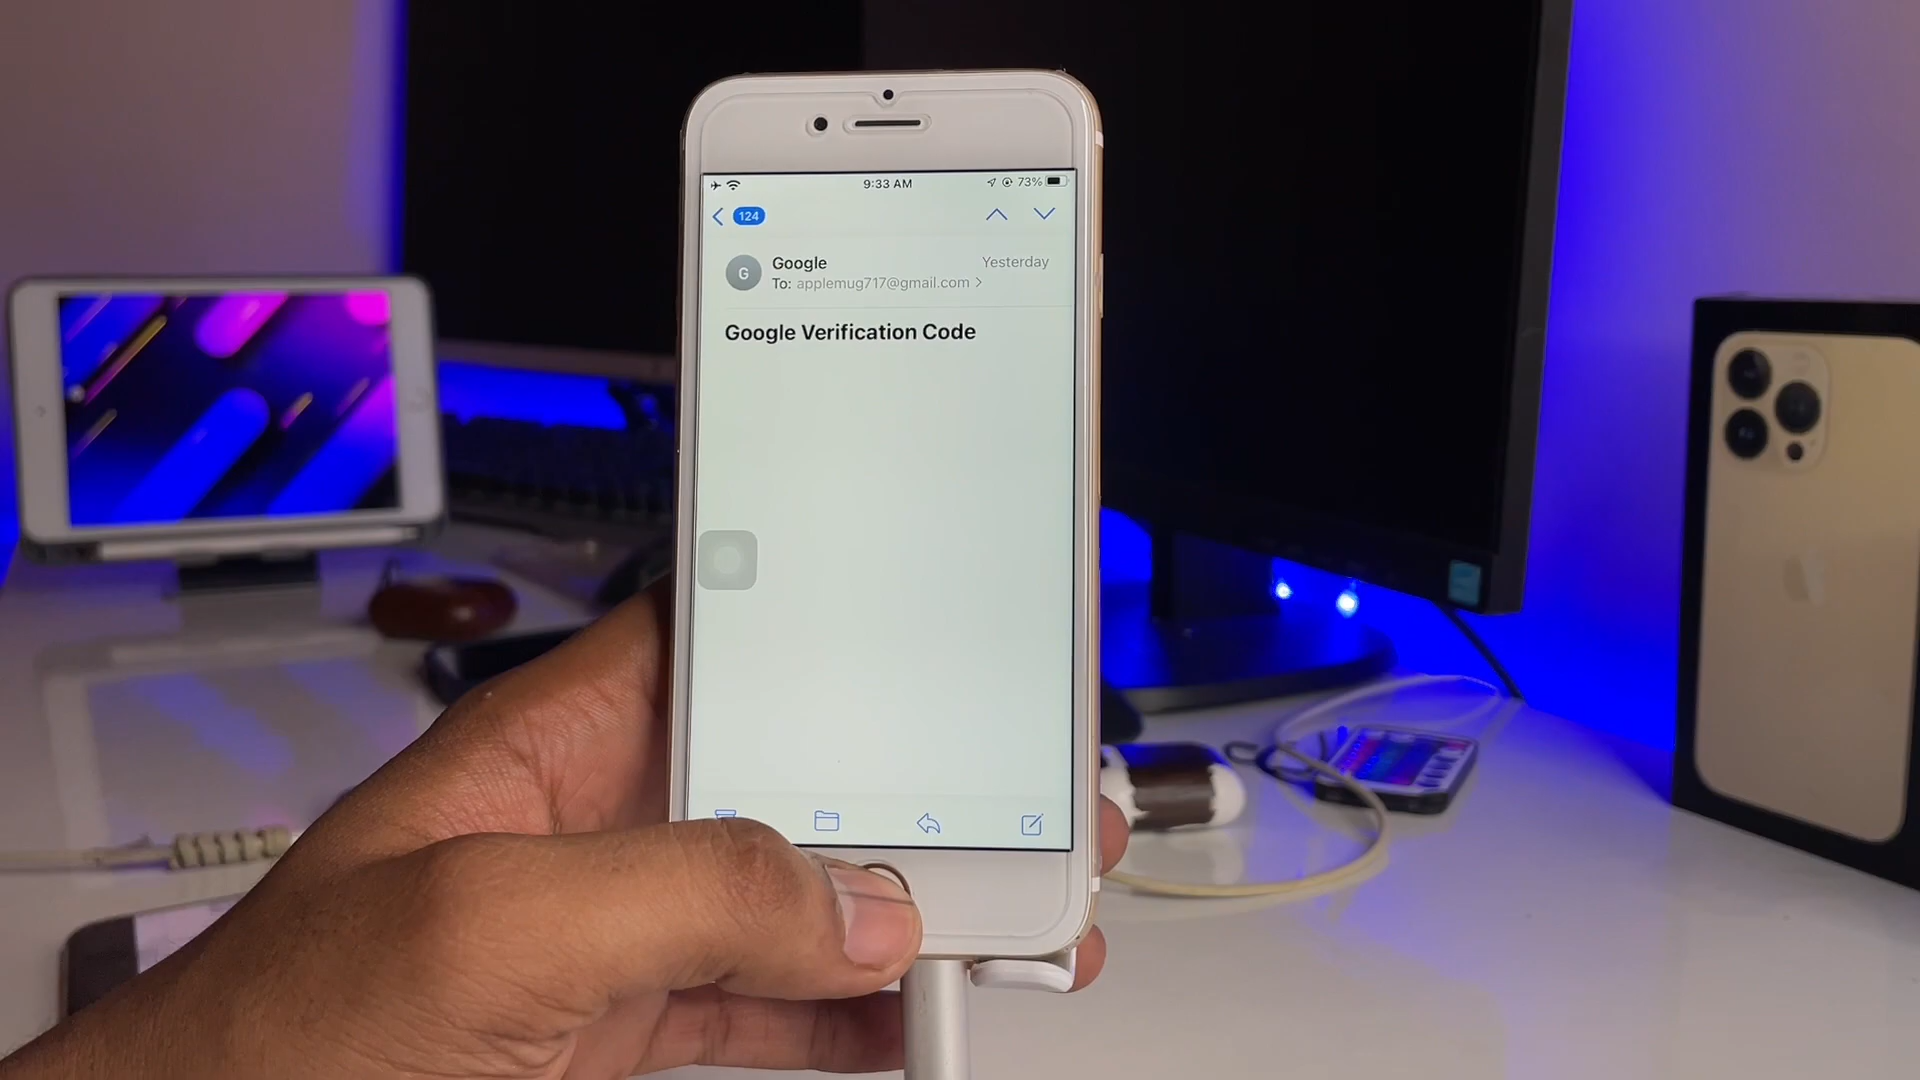 9:33 AM
73%
124
G
Google
Yesterday
To: applemug717@gmail.com
Google Verification Code